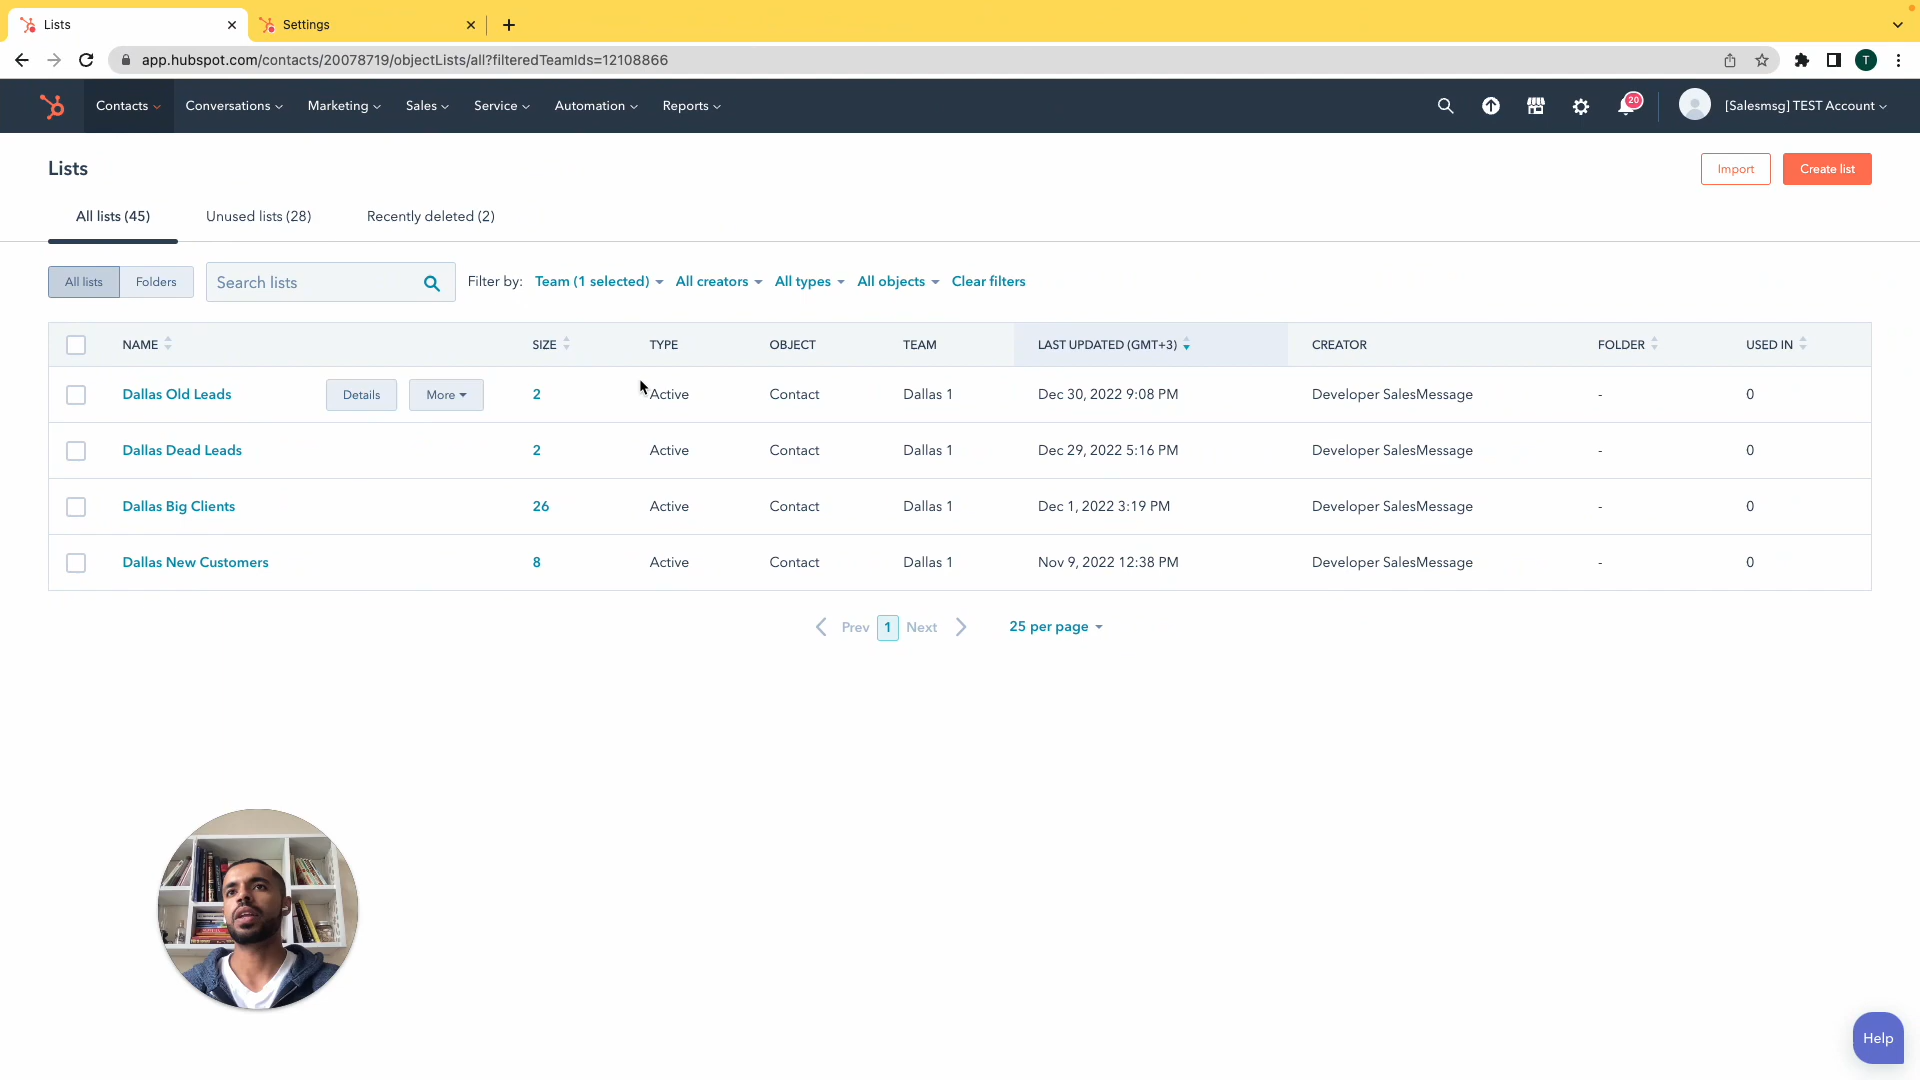 Lists
Settings
app.hubspot.com/contacts/20078719/objectLists/all?filteredTeamIds=12108866
T
Contacts
Conversations
Marketing
Sales
Service
Automation
Reports
20
[Salesmsg] TEST Account
Lists
Import
Create list
All lists (45)
Unused lists (28)
Recently deleted (2)
All lists
Folders
Search lists
Filter by:
Team (1 selected)
All creators
All types
All objects
Clear filters
NAME SIZE TYPE OBJECT TEAM LAST UPDATED (GMT+3) CREATOR FOLDER USED IN
Dallas Old Leads Details More 2 Active Contact Dallas 1 Dec 30, 2022 9:08 PM Developer SalesMessage - 0
Dallas Dead Leads 2 Active Contact Dallas 1 Dec 29, 2022 5:16 PM Developer SalesMessage - 0
Dallas Big Clients 26 Active Contact Dallas 1 Dec 1, 2022 3:19 PM Developer SalesMessage - 0
Dallas New Customers 8 Active Contact Dallas 1 Nov 9, 2022 12:38 PM Developer SalesMessage - 0
Prev 1 Next 25 per page
Help